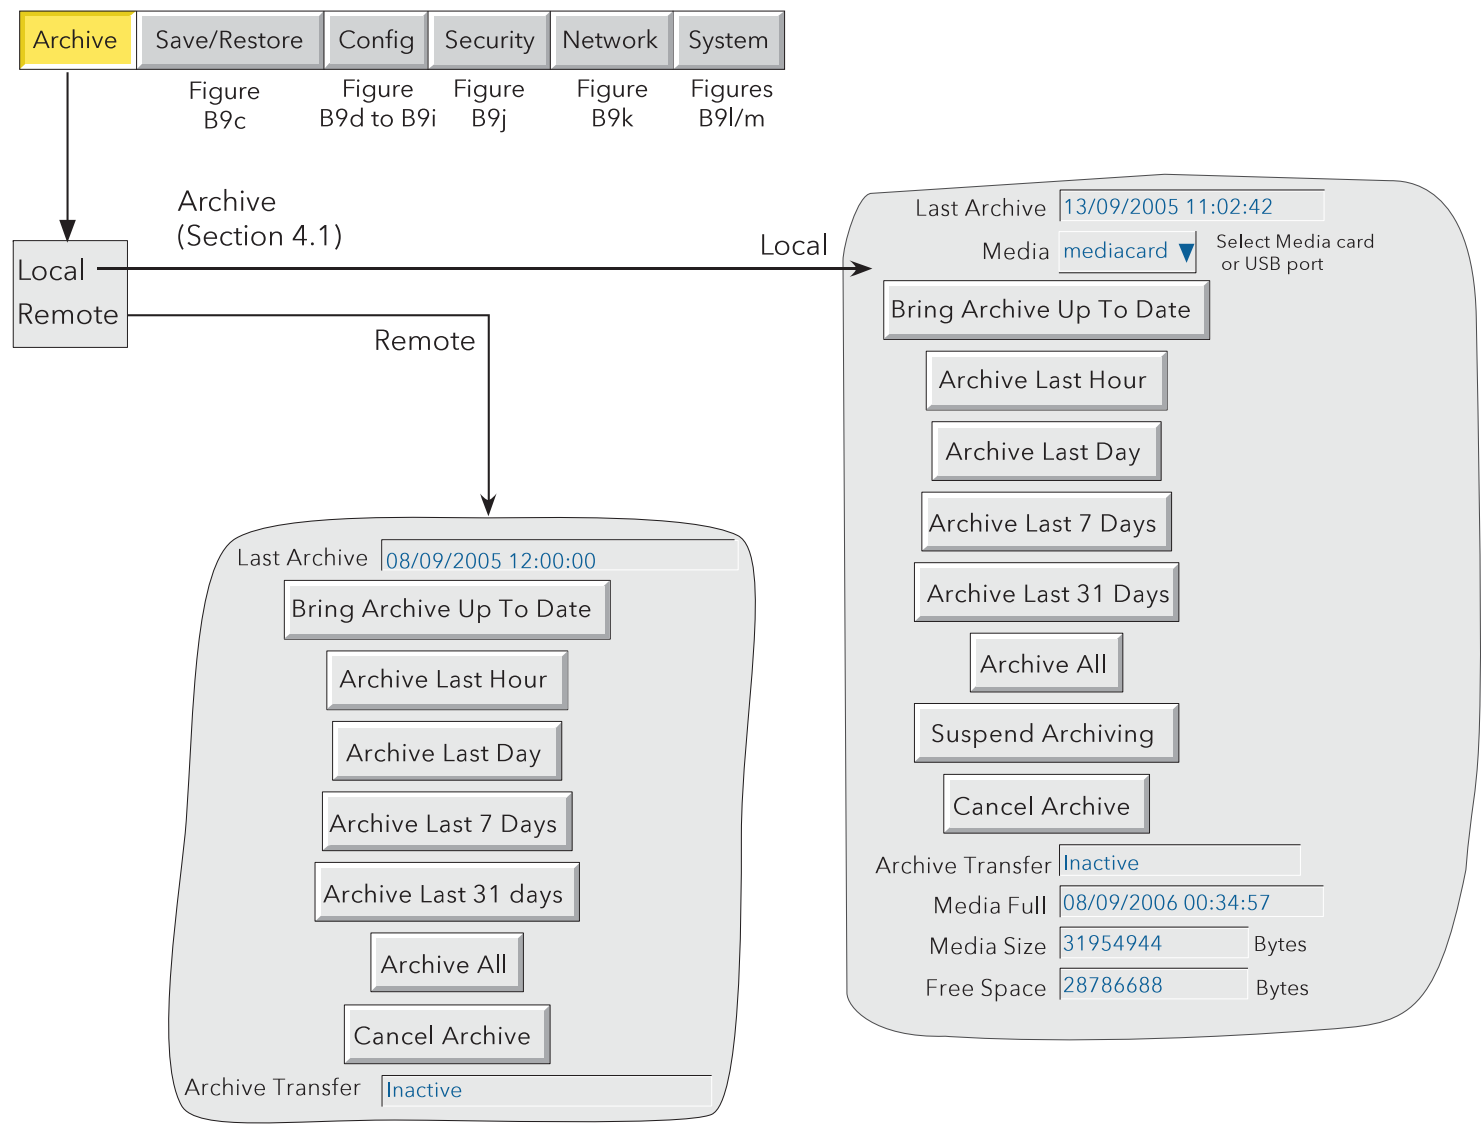 Archive Save/Restore Config Security Network System
Figure B9c
Figure B9d to B9i
Figure B9j
Figure B9k
Figures B9l/m
Archive
(Section 4.1)
Local
Remote
Local
Remote
Last Archive 13/09/2005 11:02:42
Media mediacard
Select Media card
or USB port
Bring Archive Up To Date
Archive Last Hour
Archive Last Day
Archive Last 7 Days
Archive Last 31 Days
Archive All
Suspend Archiving
Cancel Archive
Archive Transfer Inactive
Media Full 08/09/2006 00:34:57
Media Size 31954944 Bytes
Free Space 28786688 Bytes
Last Archive 08/09/2005 12:00:00
Bring Archive Up To Date
Archive Last Hour
Archive Last Day
Archive Last 7 Days
Archive Last 31 days
Archive All
Cancel Archive
Archive Transfer Inactive